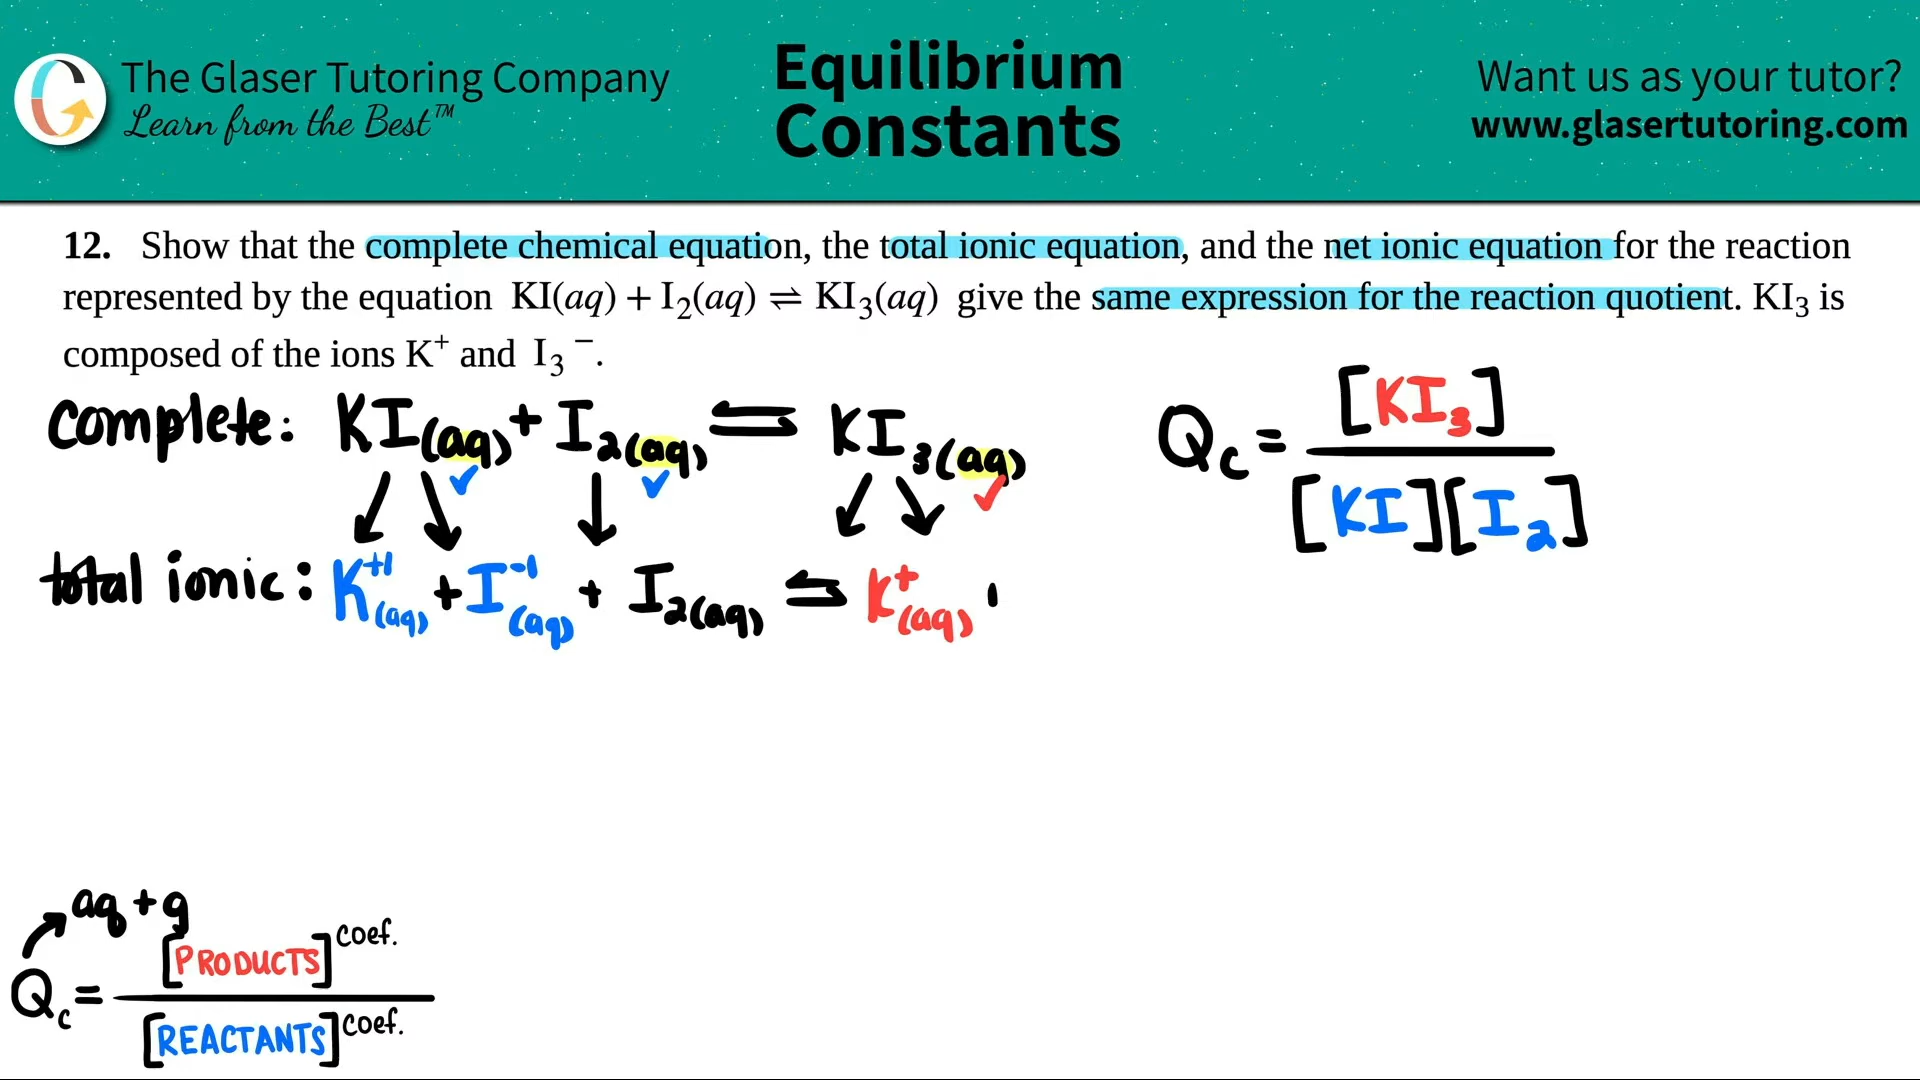 The Glaser Tutoring Company
Learn from the Best™
Equilibrium
Constants
Want us as your tutor?
www.glasertutoring.com
12. Show that the complete chemical equation, the total ionic equation, and the net ionic equation for the reaction
represented by the equation KI(aq) + I₂(aq) ⇌ KI₃(aq) give the same expression for the reaction quotient. KI₃ is
composed of the ions K⁺ and I₃⁻.
Complete: KI(aq) + I₂(aq) ⇌ KI₃(aq)
Qc = [KI₃] / [KI][I₂]
total ionic: K⁺¹(aq) + I⁻¹(aq) + I₂(aq) ⇌ K⁺(aq)
aq + g
Qc = [PRODUCTS]^coef. / [REACTANTS]^coef.